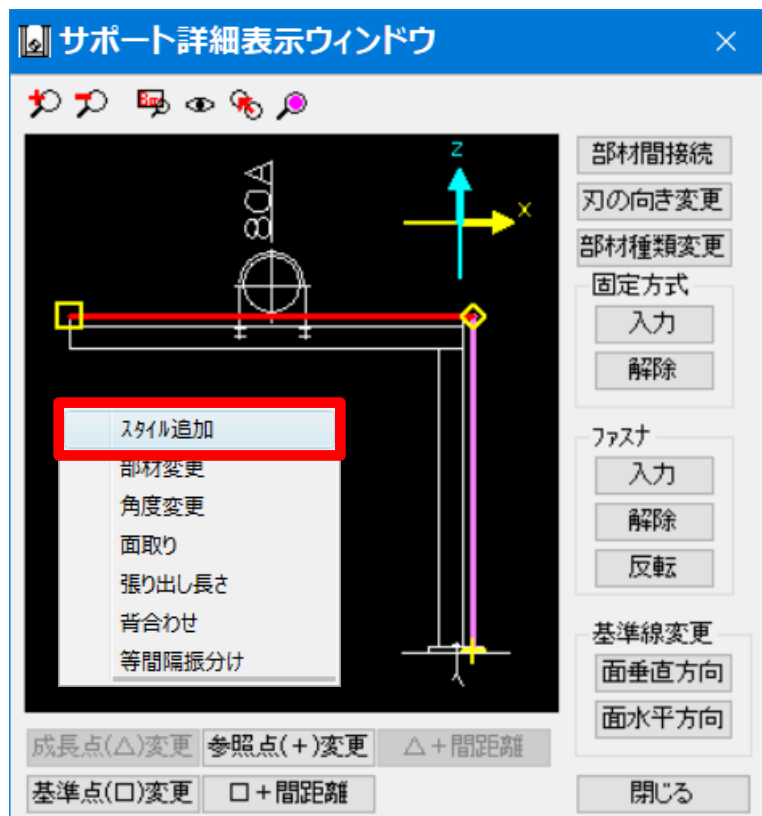 サポート詳細表示ウィンドウ
80A
Z
X
部材間接続
刃の向き変更
部材種類変更
固定方式
入力
解除
スタイル追加
部材変更
角度変更
面取り
張り出し長さ
背合わせ
等間隔振分け
ファスナ
入力
解除
反転
基準線変更
面垂直方向
面水平方向
成長点(△)変更 参照点(+)変更 △+間距離
基準点(□)変更 □+間距離 閉じる